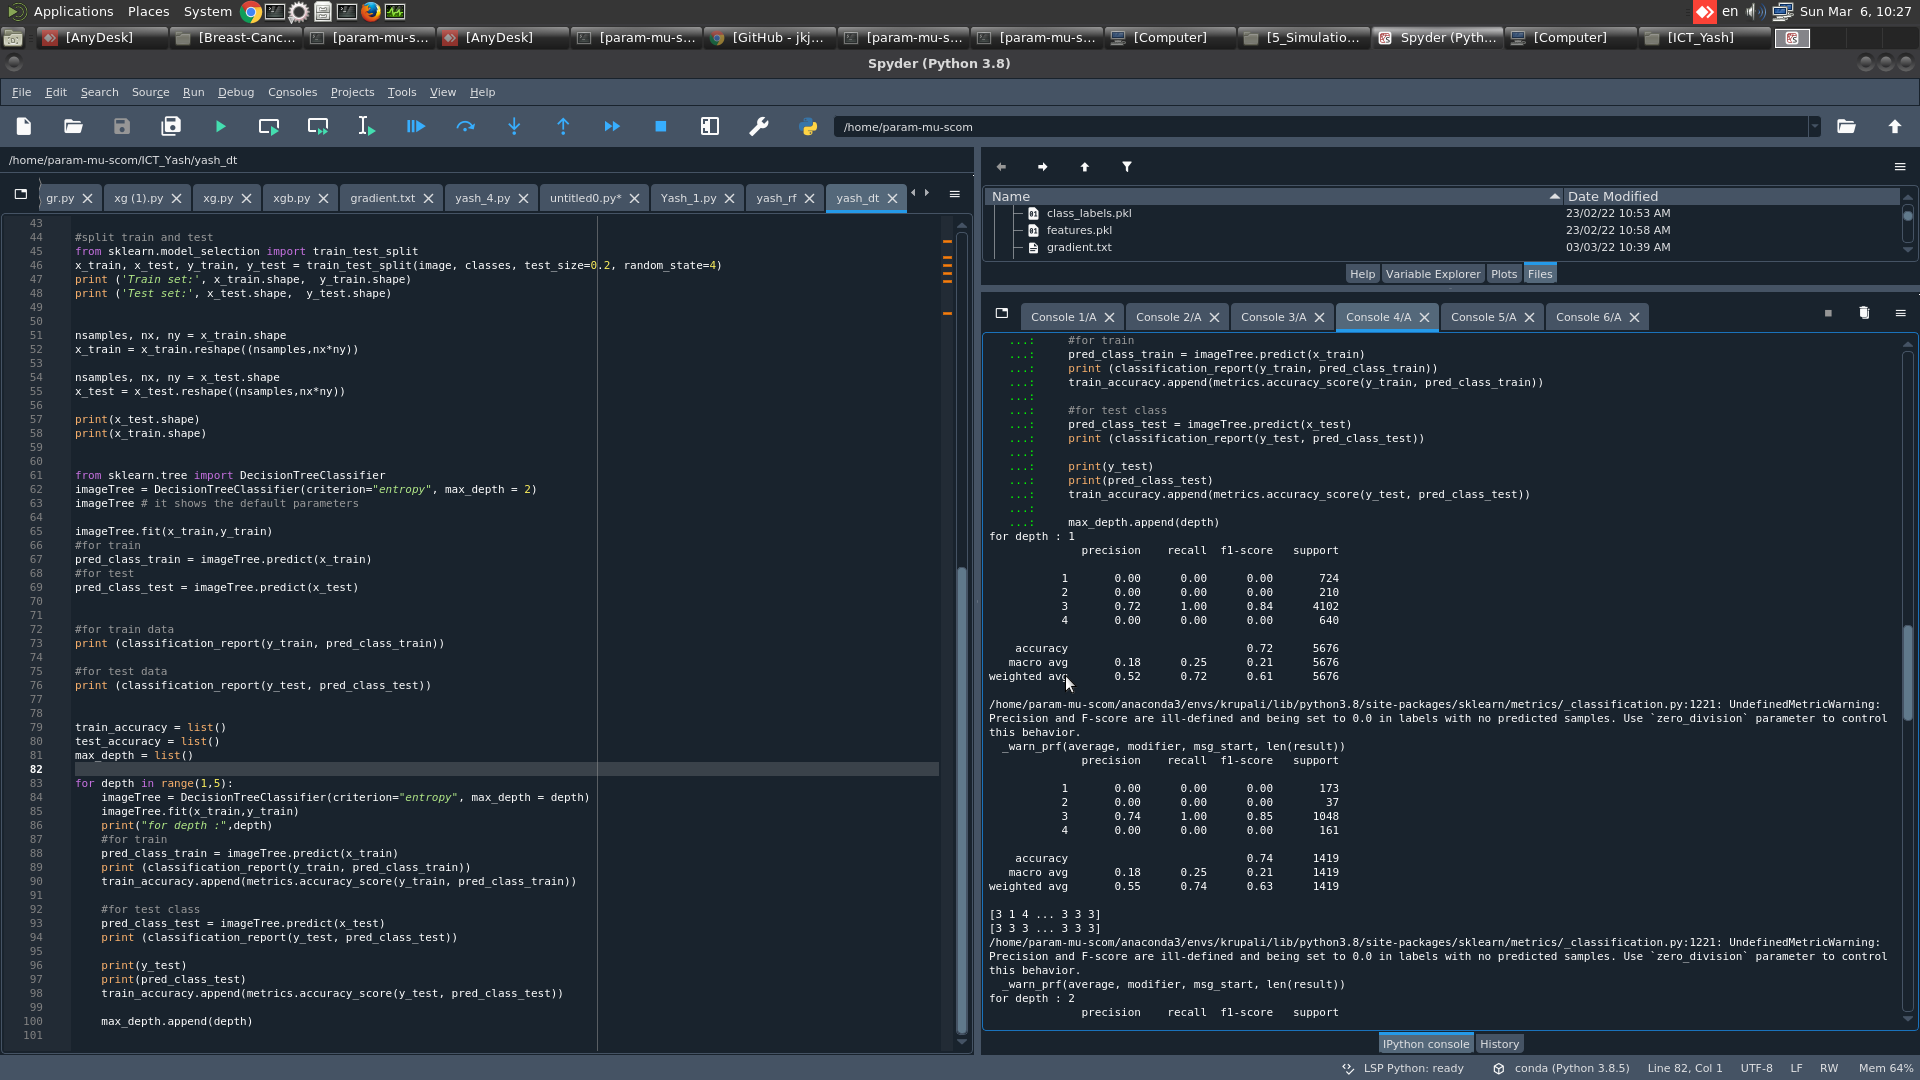 Applications Places System en Sun Mar 6, 10:27
[AnyDesk] [Breast-Canc... [param-mu-s... [AnyDesk] [param-mu-s... [GitHub - jkj... [param-mu-s... [param-mu-s... [Computer] [5_Simulatio... Spyder (Pyth... [Computer] [ICT_Yash]
Spyder (Python 3.8)
File Edit Search Source Run Debug Consoles Projects Tools View Help
/home/param-mu-scom
/home/param-mu-scom/ICT_Yash/yash_dt
gr.py xg (1).py xg.py xgb.py gradient.txt yash_4.py untitled0.py* Yash_1.py yash_rf yash_dt
43
44 #split train and test
45 from sklearn.model_selection import train_test_split
46 x_train, x_test, y_train, y_test = train_test_split(image, classes, test_size=0.2, random_state=4)
47 print ('Train set:', x_train.shape,  y_train.shape)
48 print ('Test set:', x_test.shape,  y_test.shape)
49
50
51 nsamples, nx, ny = x_train.shape
52 x_train = x_train.reshape((nsamples,nx*ny))
53
54 nsamples, nx, ny = x_test.shape
55 x_test = x_test.reshape((nsamples,nx*ny))
56
57 print(x_test.shape)
58 print(x_train.shape)
59
60
61 from sklearn.tree import DecisionTreeClassifier
62 imageTree = DecisionTreeClassifier(criterion="entropy", max_depth = 2)
63 imageTree # it shows the default parameters
64
65 imageTree.fit(x_train,y_train)
66 #for train
67 pred_class_train = imageTree.predict(x_train)
68 #for test
69 pred_class_test = imageTree.predict(x_test)
70
71
72 #for train data
73 print (classification_report(y_train, pred_class_train))
74
75 #for test data
76 print (classification_report(y_test, pred_class_test))
77
78
79 train_accuracy = list()
80 test_accuracy = list()
81 max_depth = list()
82
83 for depth in range(1,5):
84     imageTree = DecisionTreeClassifier(criterion="entropy", max_depth = depth)
85     imageTree.fit(x_train,y_train)
86     print("for depth :",depth)
87     #for train
88     pred_class_train = imageTree.predict(x_train)
89     print (classification_report(y_train, pred_class_train))
90     train_accuracy.append(metrics.accuracy_score(y_train, pred_class_train))
91
92     #for test class
93     pred_class_test = imageTree.predict(x_test)
94     print (classification_report(y_test, pred_class_test))
95
96     print(y_test)
97     print(pred_class_test)
98     train_accuracy.append(metrics.accuracy_score(y_test, pred_class_test))
99
100     max_depth.append(depth)
101
Name Date Modified
class_labels.pkl 23/02/22 10:53 AM
features.pkl 23/02/22 10:58 AM
gradient.txt 03/03/22 10:39 AM
Help Variable Explorer Plots Files
Console 1/A Console 2/A Console 3/A Console 4/A Console 5/A Console 6/A
...:     #for train
...:     pred_class_train = imageTree.predict(x_train)
...:     print (classification_report(y_train, pred_class_train))
...:     train_accuracy.append(metrics.accuracy_score(y_train, pred_class_train))
...:
...:     #for test class
...:     pred_class_test = imageTree.predict(x_test)
...:     print (classification_report(y_test, pred_class_test))
...:
...:     print(y_test)
...:     print(pred_class_test)
...:     train_accuracy.append(metrics.accuracy_score(y_test, pred_class_test))
...:
...:     max_depth.append(depth)
for depth : 1
precision recall f1-score support
1 0.00 0.00 0.00 724
2 0.00 0.00 0.00 210
3 0.72 1.00 0.84 4102
4 0.00 0.00 0.00 640
accuracy 0.72 5676
macro avg 0.18 0.25 0.21 5676
weighted avg 0.52 0.72 0.61 5676
/home/param-mu-scom/anaconda3/envs/krupali/lib/python3.8/site-packages/sklearn/metrics/_classification.py:1221: UndefinedMetricWarning:
Precision and F-score are ill-defined and being set to 0.0 in labels with no predicted samples. Use `zero_division` parameter to control
this behavior.
_warn_prf(average, modifier, msg_start, len(result))
precision recall f1-score support
1 0.00 0.00 0.00 173
2 0.00 0.00 0.00 37
3 0.74 1.00 0.85 1048
4 0.00 0.00 0.00 161
accuracy 0.74 1419
macro avg 0.18 0.25 0.21 1419
weighted avg 0.55 0.74 0.63 1419
[3 1 4 ... 3 3 3]
[3 3 3 ... 3 3 3]
/home/param-mu-scom/anaconda3/envs/krupali/lib/python3.8/site-packages/sklearn/metrics/_classification.py:1221: UndefinedMetricWarning:
Precision and F-score are ill-defined and being set to 0.0 in labels with no predicted samples. Use `zero_division` parameter to control
this behavior.
_warn_prf(average, modifier, msg_start, len(result))
for depth : 2
precision recall f1-score support
IPython console History
LSP Python: ready conda (Python 3.8.5) Line 82, Col 1 UTF-8 LF RW Mem 64%